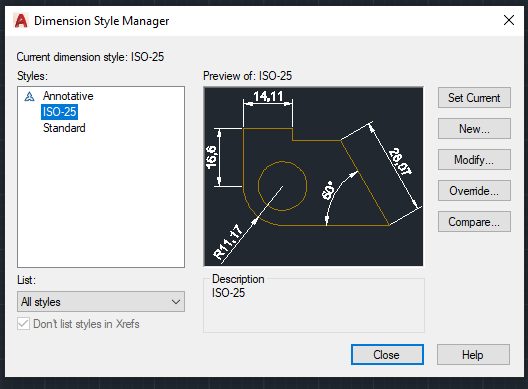 Dimension Style Manager
Current dimension style: ISO-25
Styles:
Annotative
ISO-25
Standard
List:
All styles
Don't list styles in Xrefs
Preview of: ISO-25
14,11
16,6
28,07
60°
R11,17
Description
ISO-25
Set Current
New...
Modify...
Override...
Compare...
Close
Help